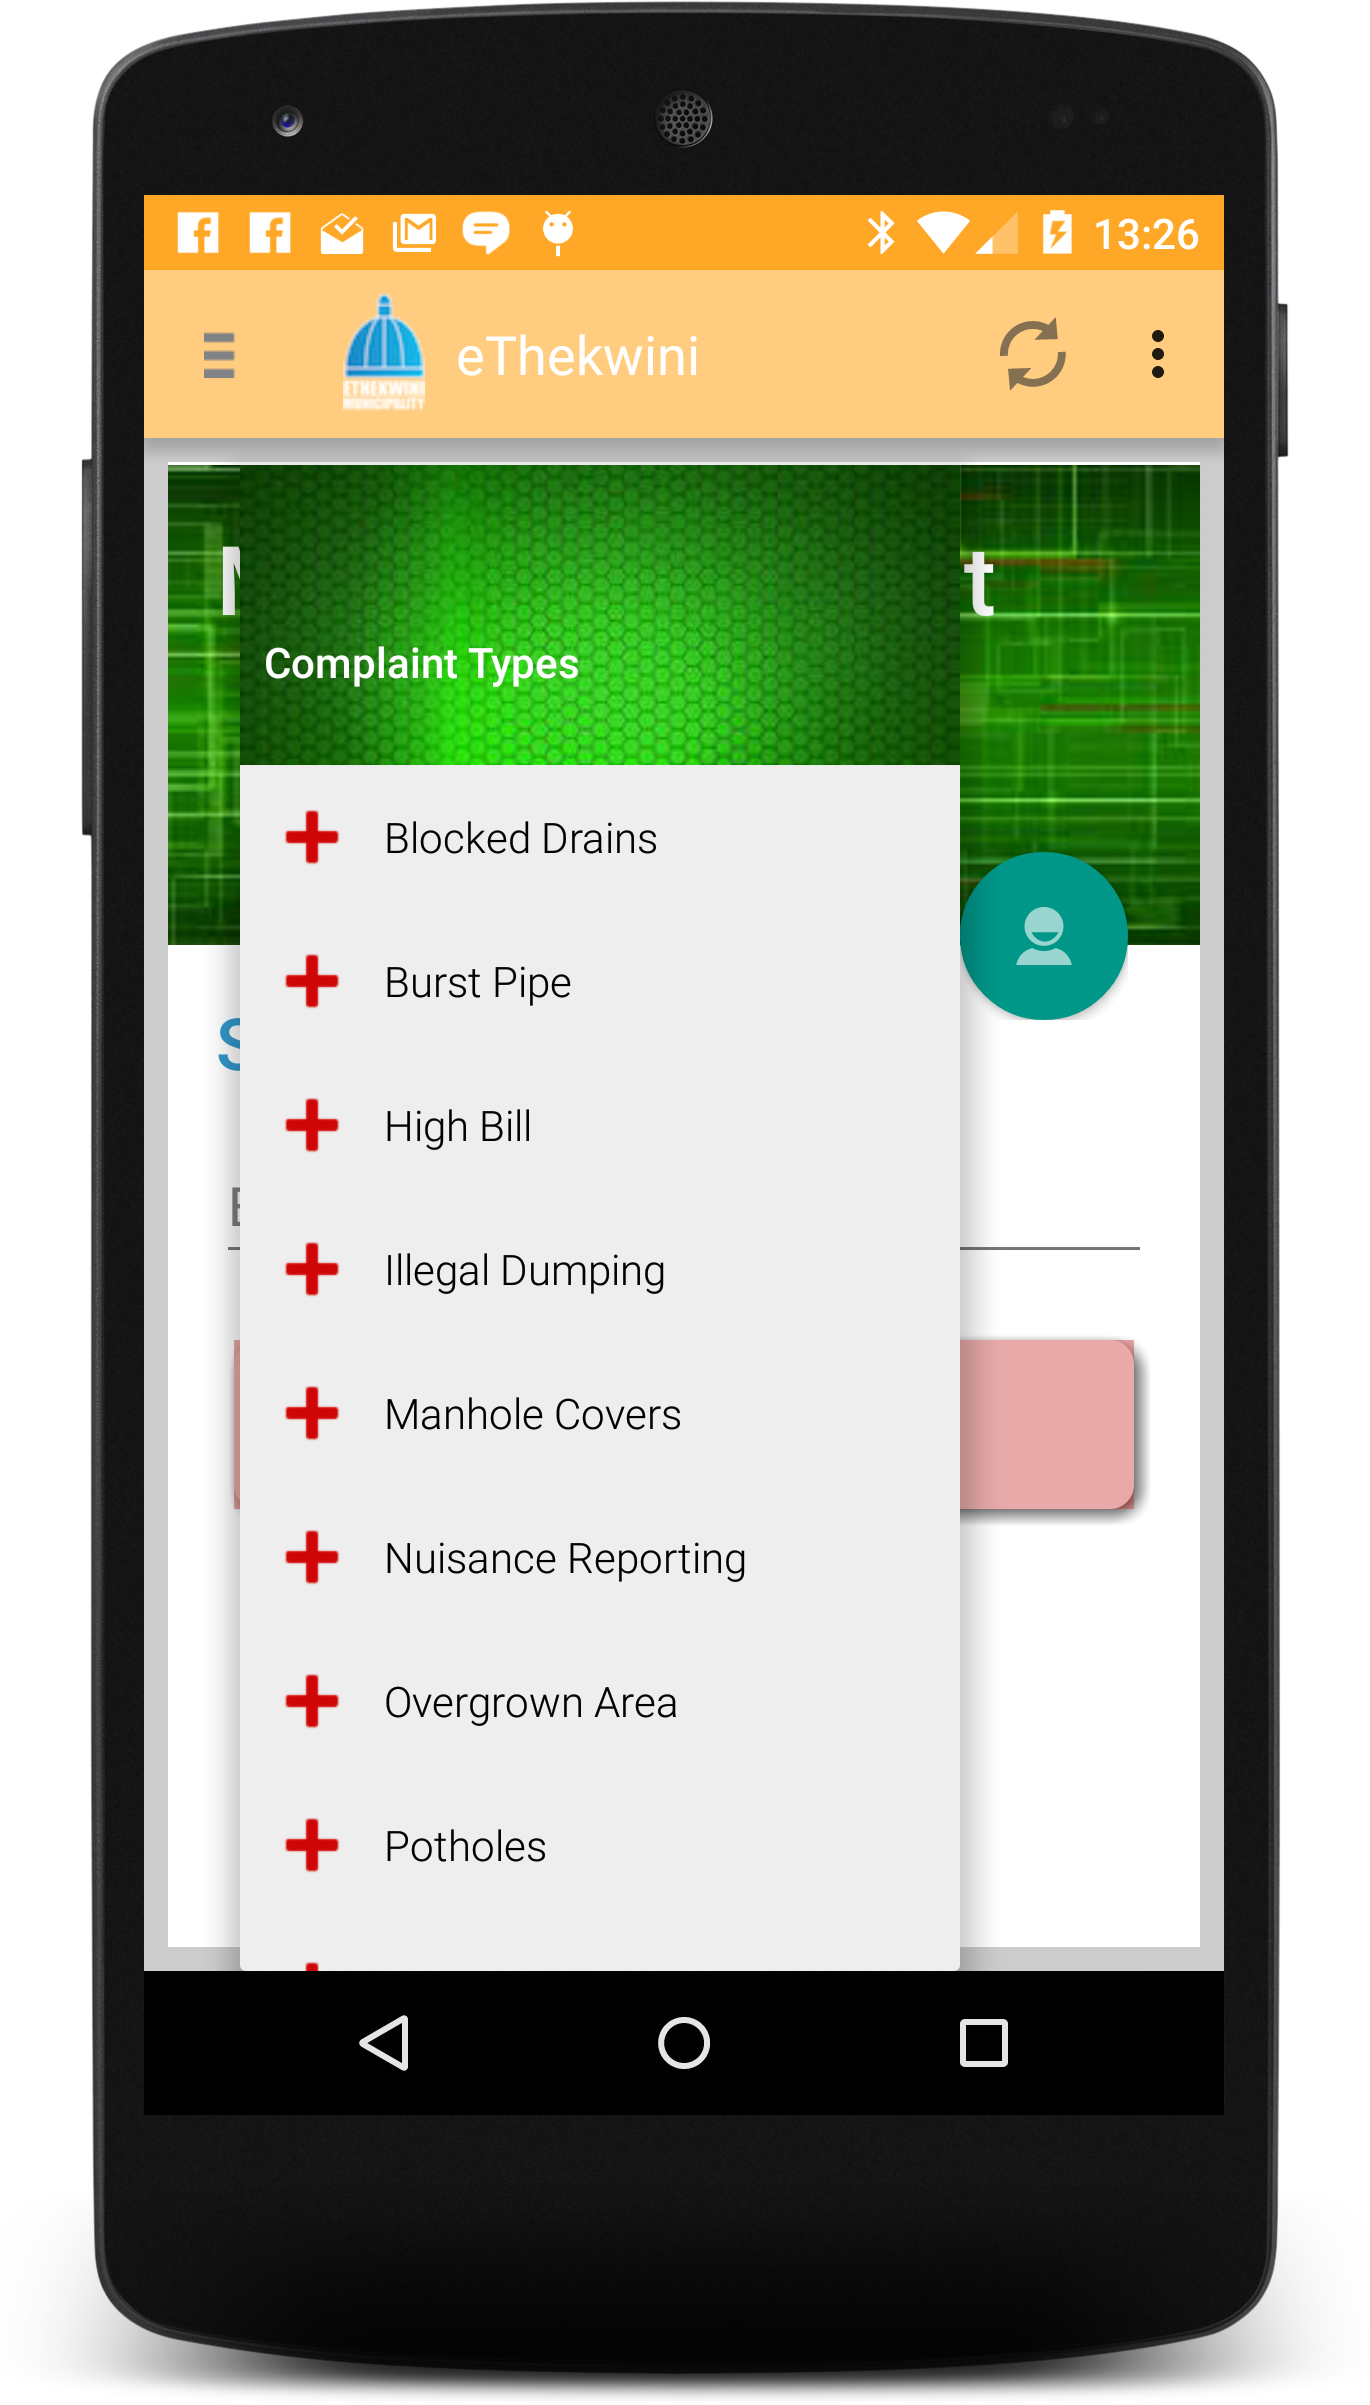 13:26
ETHEKWINI
MUNICIPALITY
eThekwini
t
Complaint Types
Blocked Drains
Burst Pipe
High Bill
Illegal Dumping
Manhole Covers
Nuisance Reporting
Overgrown Area
Potholes